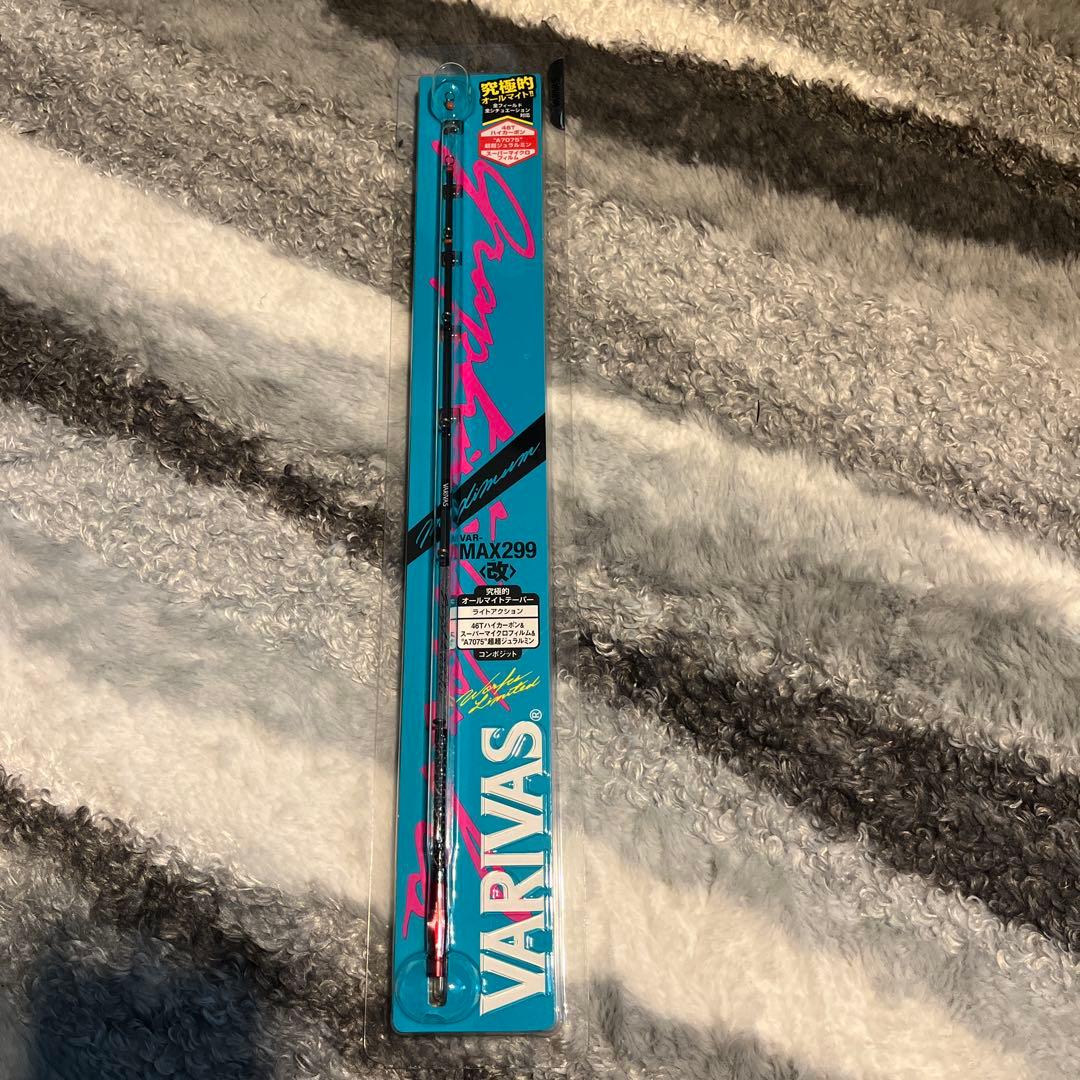 究極的
オールマイト!!
全フィールド
全シチュエーション
対応
46T
ハイカーボン
"A7075"
超超ジュラルミン
スーパーマイクロ
フィルム
VARIVAS
VAR-
MAX299
〈改〉
究極的
オールマイトテーパー
ライトアクション
46Tハイカーボン&
スーパーマイクロフィルム&
"A7075"超超ジュラルミン
コンポジット
Works
Limited
VARIVAS®